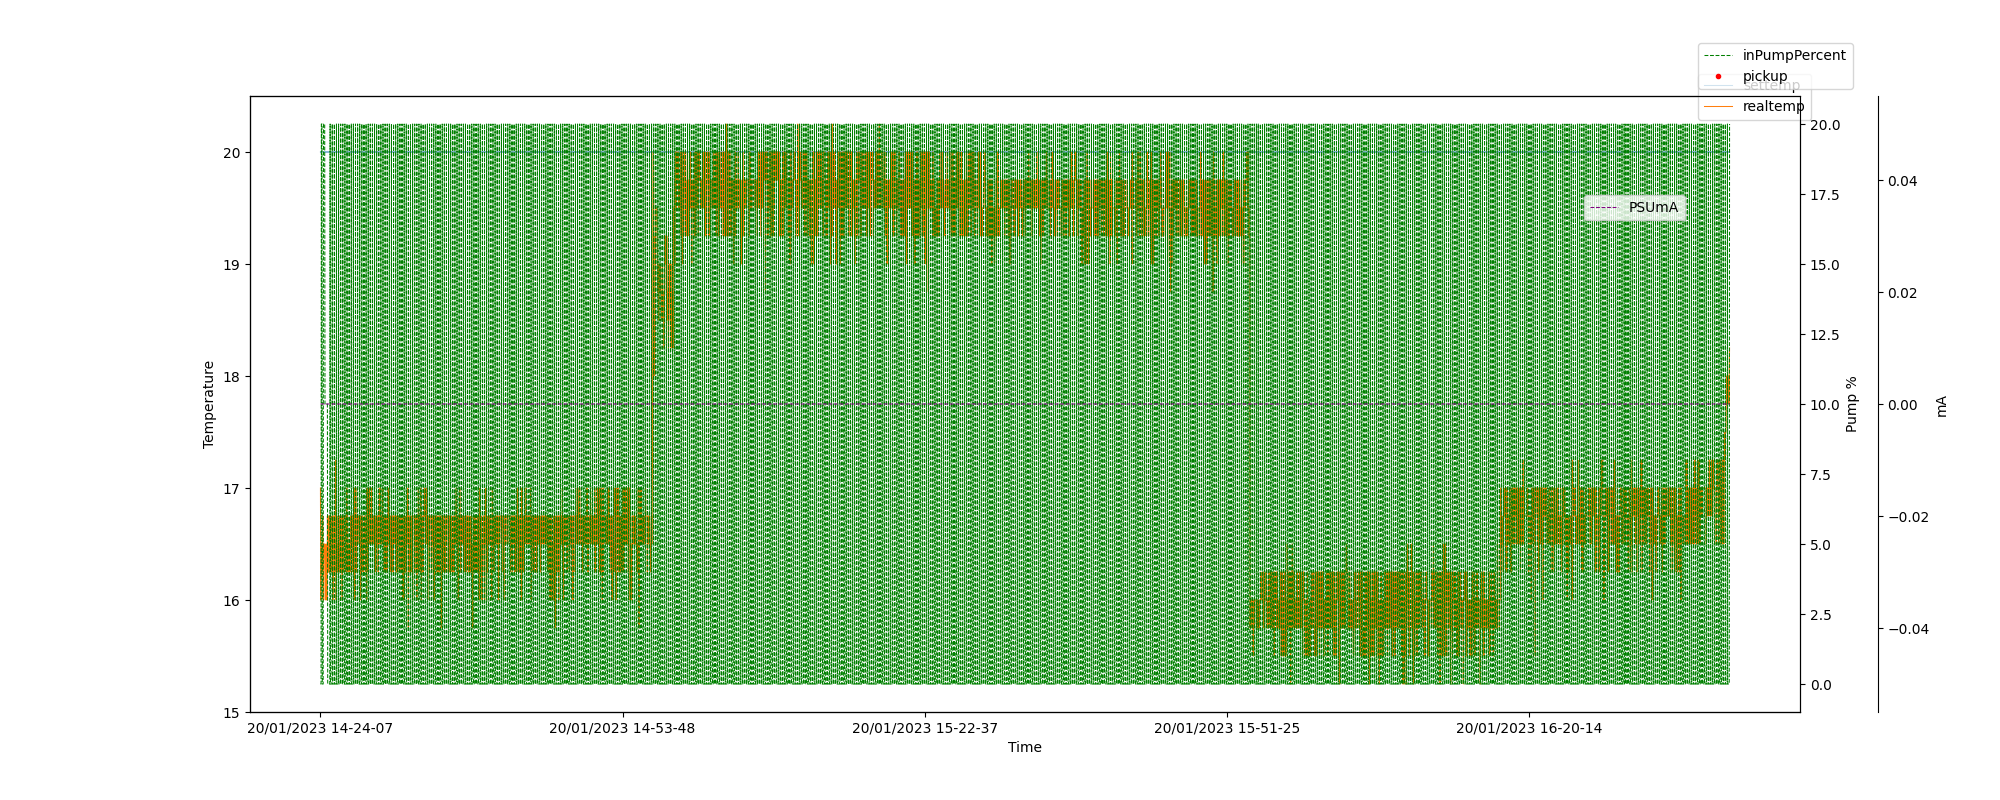 inPumpPercent
pickup
settemp
realtemp
PSUmA
20
19
18
17
16
15
Temperature
20.0
17.5
15.0
12.5
10.0
7.5
5.0
2.5
0.0
Pump %
0.04
0.02
0.00
−0.02
−0.04
mA
20/01/2023 14-24-07
20/01/2023 14-53-48
20/01/2023 15-22-37
20/01/2023 15-51-25
20/01/2023 16-20-14
Time